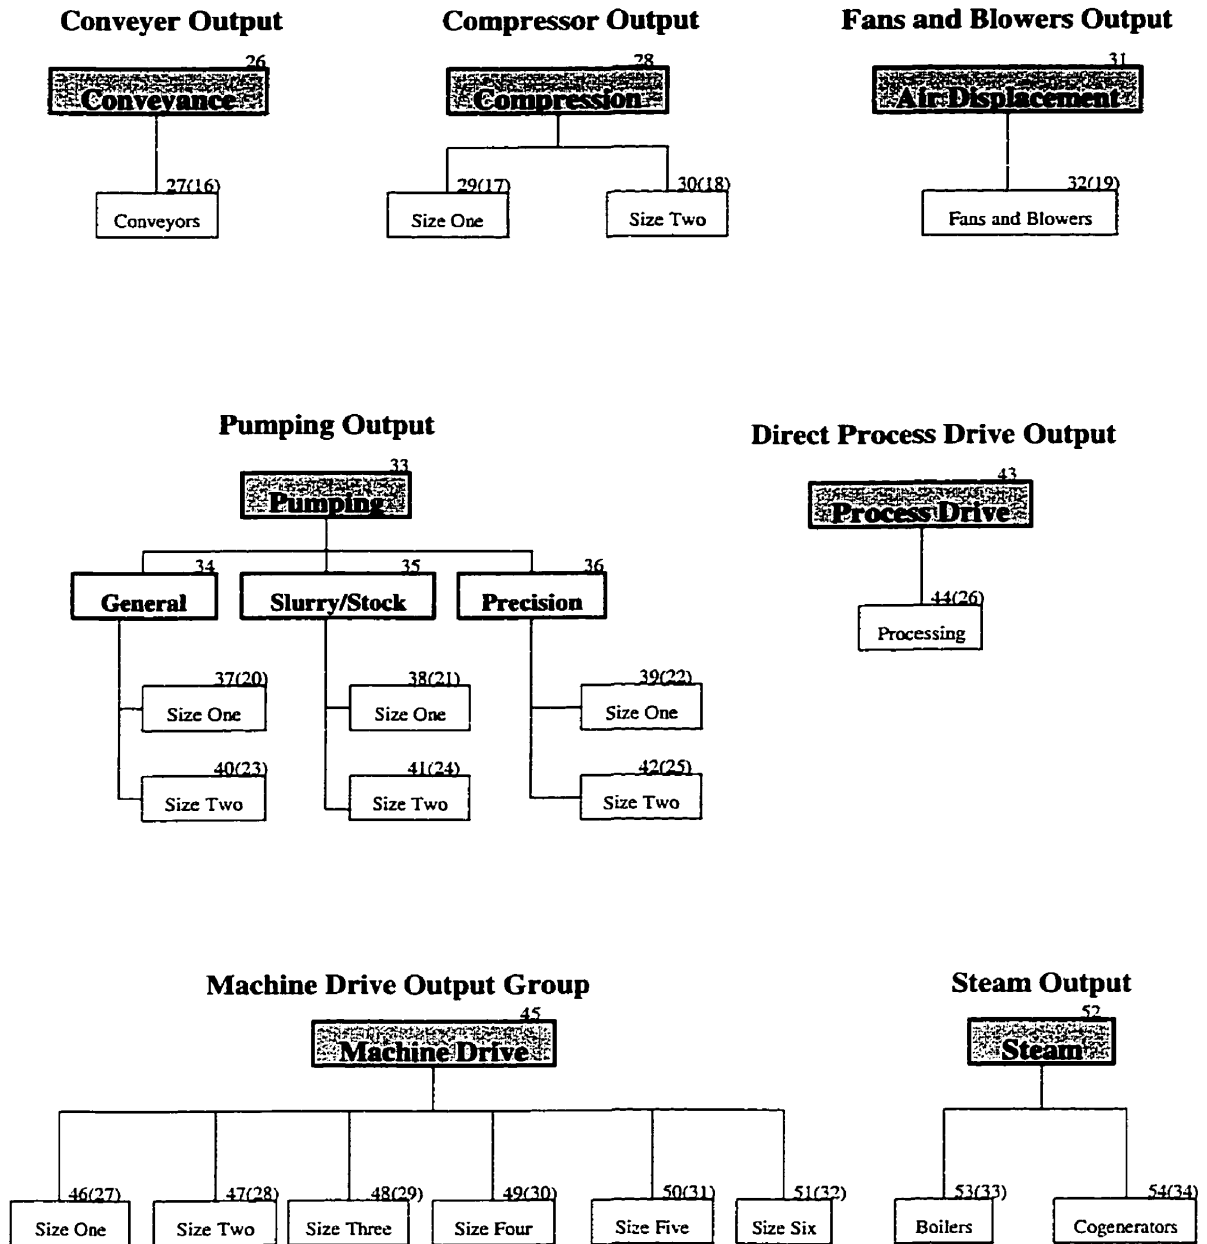 Conveyer Output
26
Conveyance
27(16)
Conveyors
Compressor Output
28
Compression
29(17)
Size One
30(18)
Size Two
Fans and Blowers Output
31
Air Displacement
32(19)
Fans and Blowers
Pumping Output
33
Pumping
34
General
35
Slurry/Stock
36
Precision
37(20)
Size One
38(21)
Size One
39(22)
Size One
40(23)
Size Two
41(24)
Size Two
42(25)
Size Two
Direct Process Drive Output
43
Process Drive
44(26)
Processing
Machine Drive Output Group
45
Machine Drive
46(27)
Size One
47(28)
Size Two
48(29)
Size Three
49(30)
Size Four
50(31)
Size Five
51(32)
Size Six
Steam Output
52
Steam
53(33)
Boilers
54(34)
Cogenerators